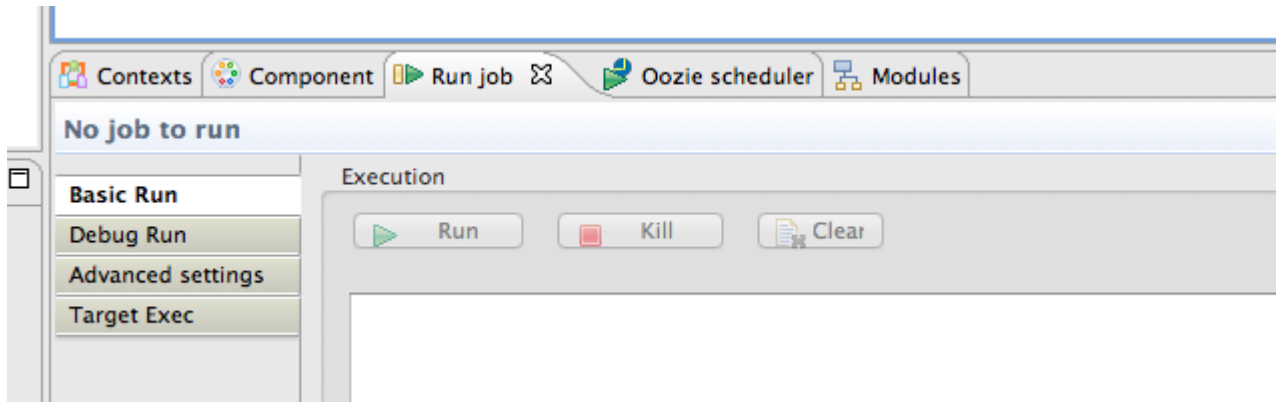 Contexts Component Run job Oozie scheduler Modules
No job to run
Execution
Basic Run
Debug Run
Advanced settings
Target Exec
Run Kill Clear